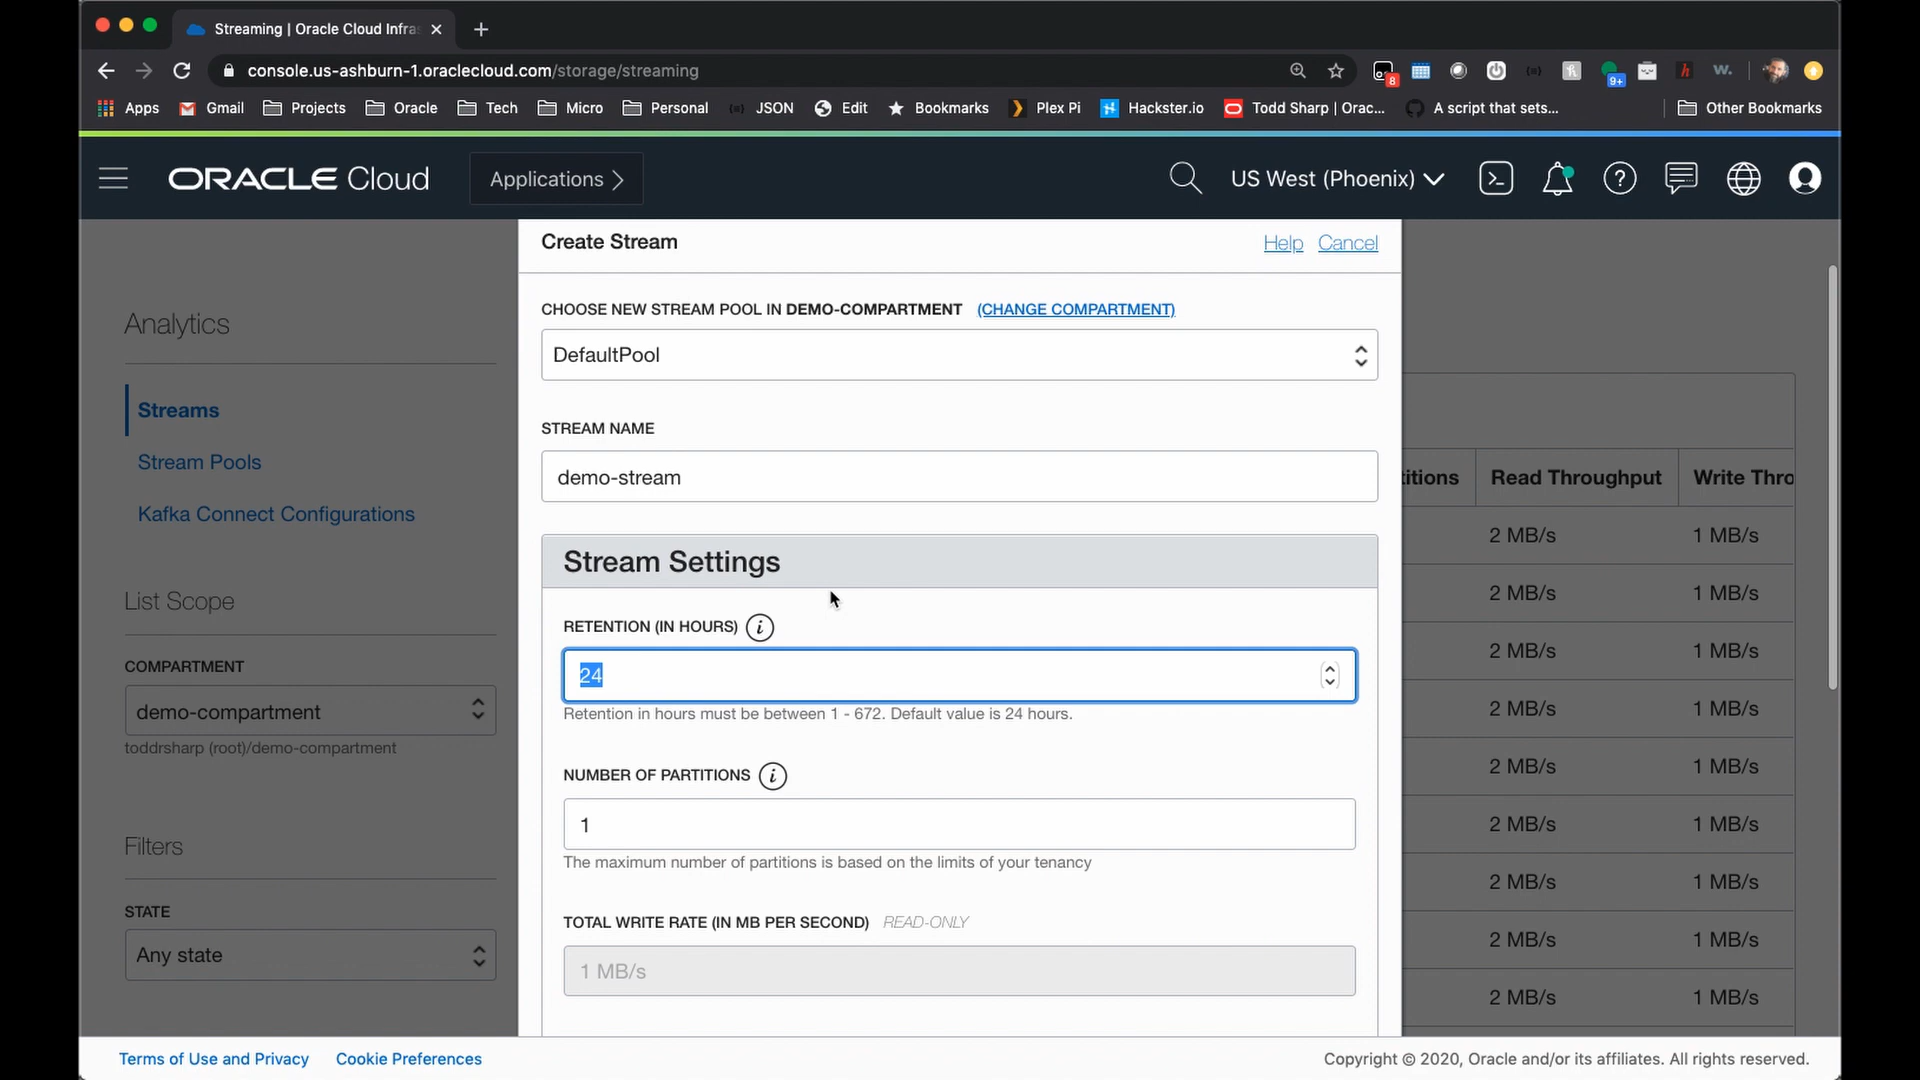 Streaming | Oracle Cloud Infra
console.us-ashburn-1.oraclecloud.com/storage/streaming
8
9+
h
w.
Apps
Gmail
Projects
Oracle
Tech
Micro
Personal
JSON
Edit
Bookmarks
Plex Pi
Hackster.io
Todd Sharp | Orac...
A script that sets...
Other Bookmarks
ORACLE Cloud
Applications
US West (Phoenix)
Create Stream
Help
Cancel
CHOOSE NEW STREAM POOL IN DEMO-COMPARTMENT (CHANGE COMPARTMENT)
DefaultPool
STREAM NAME
demo-stream
Stream Settings
RETENTION (IN HOURS)
24
Retention in hours must be between 1 - 672. Default value is 24 hours.
NUMBER OF PARTITIONS
1
The maximum number of partitions is based on the limits of your tenancy
TOTAL WRITE RATE (IN MB PER SECOND) READ-ONLY
1 MB/s
Analytics
Streams
Stream Pools
Kafka Connect Configurations
List Scope
COMPARTMENT
demo-compartment
toddrsharp (root)/demo-compartment
Filters
STATE
Any state
titions
Read Throughput
Write Thro
2 MB/s
1 MB/s
2 MB/s
1 MB/s
2 MB/s
1 MB/s
2 MB/s
1 MB/s
2 MB/s
1 MB/s
2 MB/s
1 MB/s
2 MB/s
1 MB/s
2 MB/s
1 MB/s
2 MB/s
1 MB/s
Terms of Use and Privacy
Cookie Preferences
Copyright © 2020, Oracle and/or its affiliates. All rights reserved.